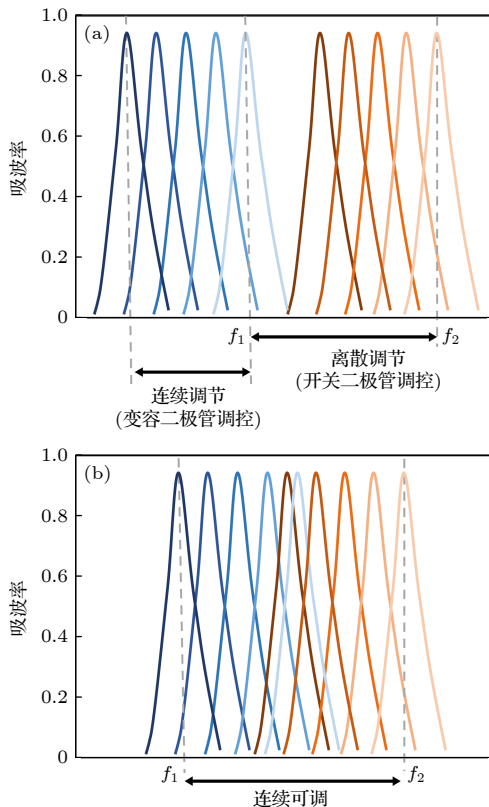 (a)
1.0
0.8
0.6
0.4
0.2
0
吸波率
f1
f2
连续调节
(变容二极管调控)
离散调节
(开关二极管调控)
(b)
1.0
0.8
0.6
0.4
0.2
0
吸波率
f1
f2
连续可调